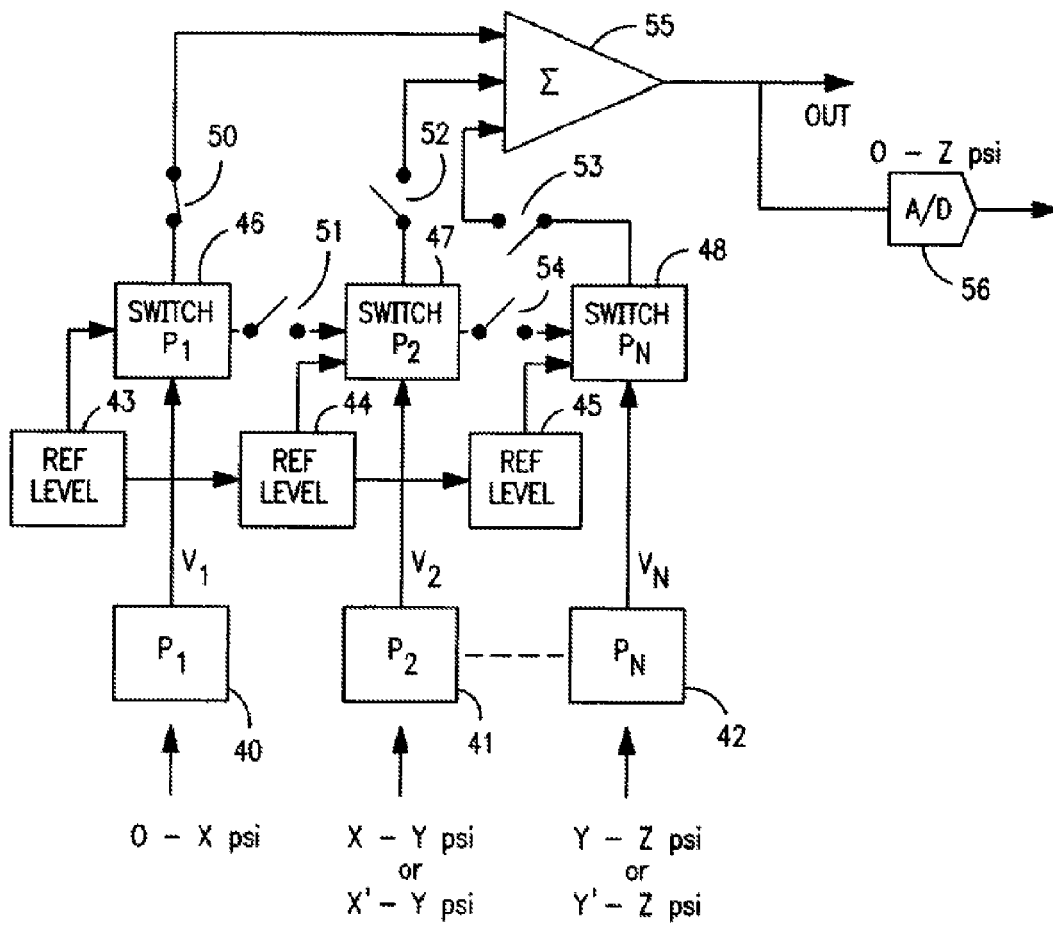 55
Σ
OUT
50
52
53
0 – Z psi
A/D
56
46
51
47
54
48
SWITCH
P1
SWITCH
P2
SWITCH
PN
43
44
45
REF
LEVEL
REF
LEVEL
REF
LEVEL
V1
V2
VN
P1
P2
PN
40
41
42
0 – X psi
X – Y psi
or
X' – Y psi
Y – Z psi
or
Y' – Z psi